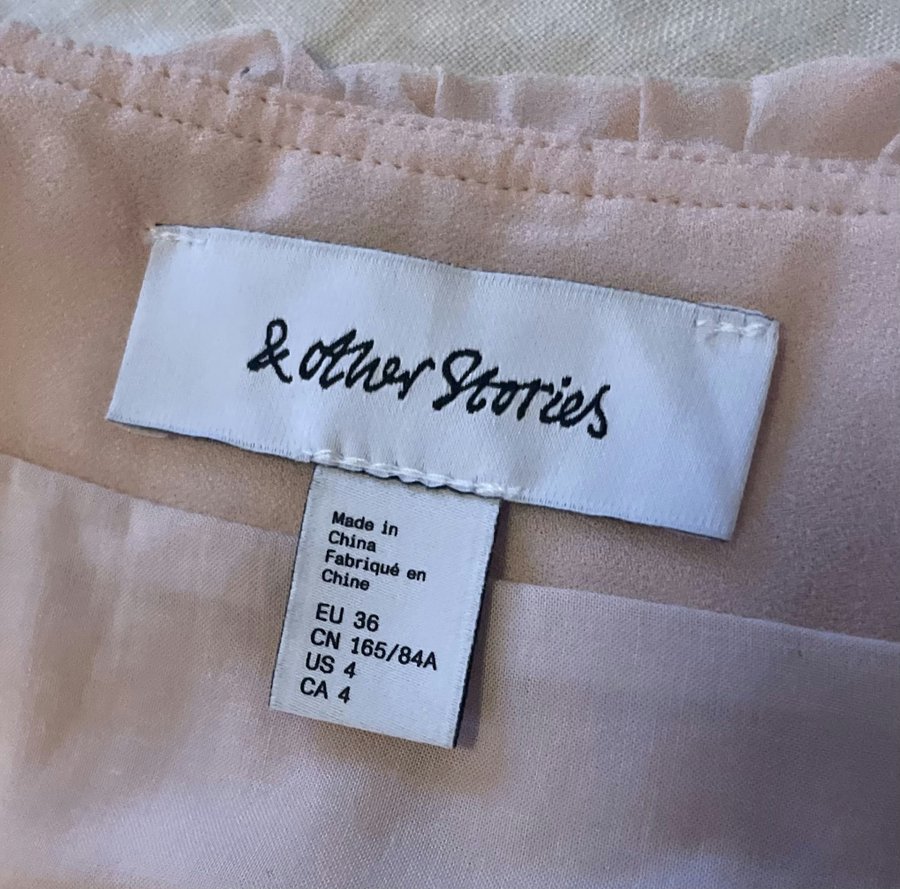 & other Stories
Made in
China
Fabriqué en
Chine
EU 36
CN 165/84A
US 4
CA 4